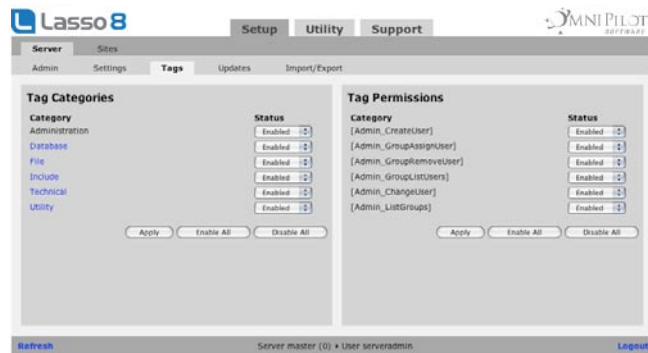 Lasso 8
Setup Utility Support
OMNIPILOT
SOFTWARE
Server Sites
Admin Settings Tags Updates Import/Export
Tag Categories
Category Status
Administration Enabled
Database Enabled
File Enabled
Include Enabled
Technical Enabled
Utility Enabled
Apply Enable All Disable All
Tag Permissions
Category Status
[Admin_CreateUser] Enabled
[Admin_GroupAssignUser] Enabled
[Admin_GroupRemoveUser] Enabled
[Admin_GroupListUsers] Enabled
[Admin_ChangeUser] Enabled
[Admin_ListGroups] Enabled
Apply Enable All Disable All
Refresh Server master (0) • User serveradmin Logout